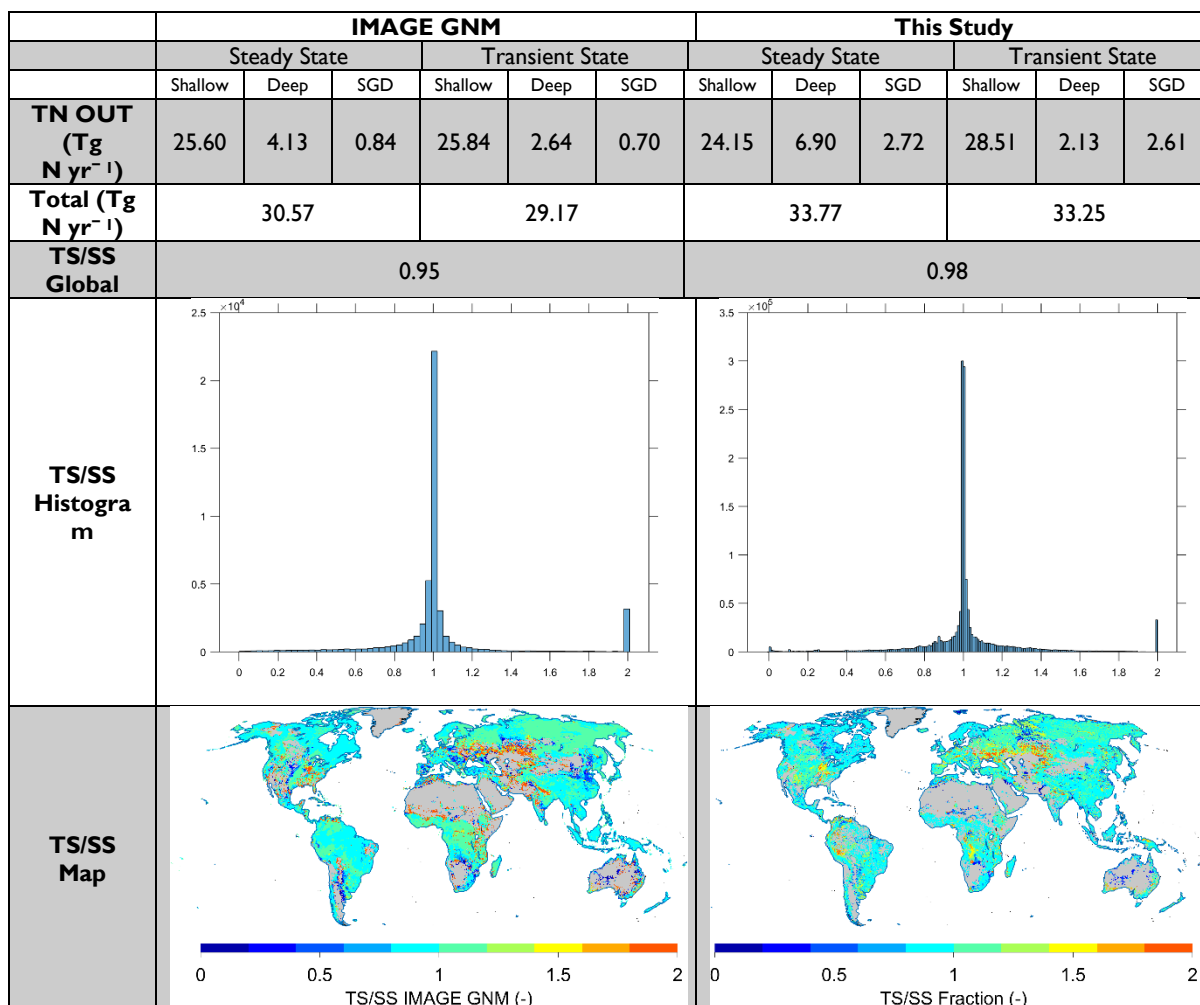 IMAGE GNM This Study
Steady State Transient State Steady State Transient State
Shallow Deep SGD Shallow Deep SGD Shallow Deep SGD Shallow Deep SGD
TN OUT
(Tg
N yr⁻¹)
25.60 4.13 0.84 25.84 2.64 0.70 24.15 6.90 2.72 28.51 2.13 2.61
Total (Tg
N yr⁻¹)
30.57 29.17 33.77 33.25
TS/SS
Global
0.95 0.98
TS/SS
Histogra
m
×10⁴
2.5
2
1.5
1
0.5
0
0 0.2 0.4 0.6 0.8 1 1.2 1.4 1.6 1.8 2
×10⁵
3.5
3
2.5
2
1.5
1
0.5
0
0 0.2 0.4 0.6 0.8 1 1.2 1.4 1.6 1.8 2
TS/SS
Map
0 0.5 1 1.5 2
TS/SS IMAGE GNM (-)
0 0.5 1 1.5 2
TS/SS Fraction (-)